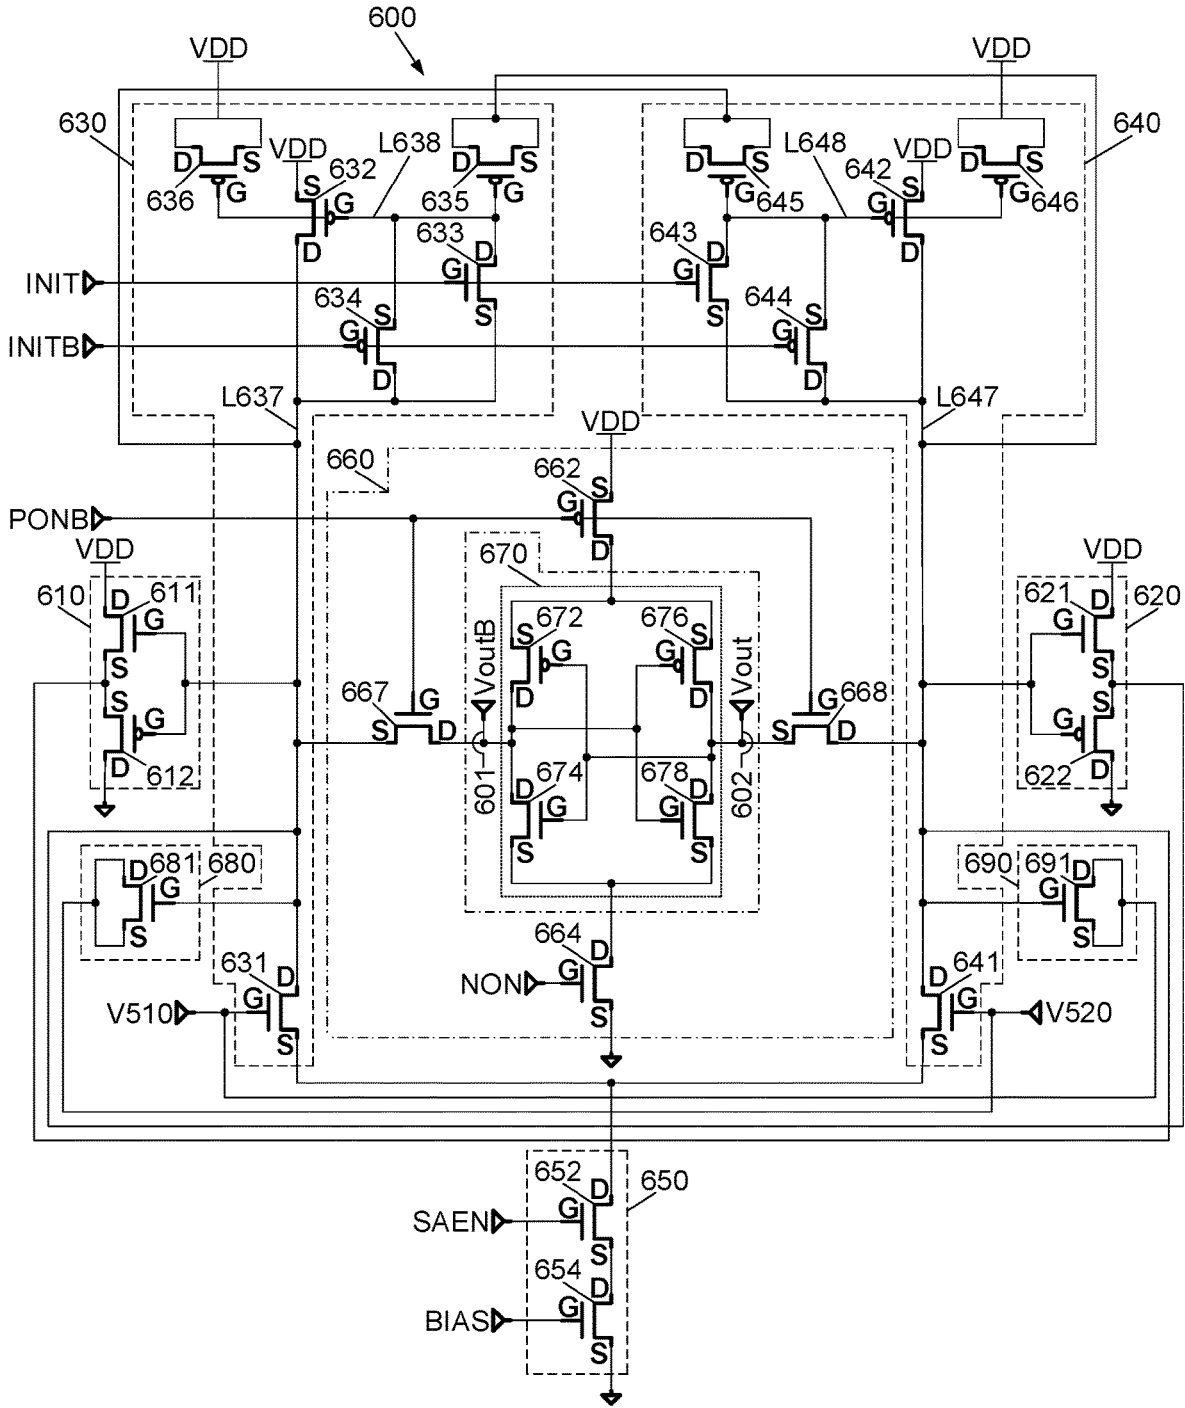 600
VDD
VDD
630
640
D
S
VDD
632
L638
D
S
D
S
L648
642
VDD
D
S
636
G
S
G
635
G
G
645
G
S
G
646
D
633
D
643
D
D
INIT
G
G
634
S
S
S
644
S
INITB
G
G
D
D
L637
L647
VDD
660
662
S
G
PONB
D
VDD
670
VDD
610
D
611
G
S
S
G
D
612
VoutB
601
S
672
G
D
676
S
G
D
Vout
602
621
D
620
G
S
S
G
622
D
667
G
S
D
G
668
S
D
674
D
G
S
678
D
G
S
D
681
680
G
S
690
691
D
G
S
664
D
NON
G
S
631
D
G
S
V510
D
641
G
S
V520
652
D
650
SAEN
G
S
654
D
BIAS
G
S